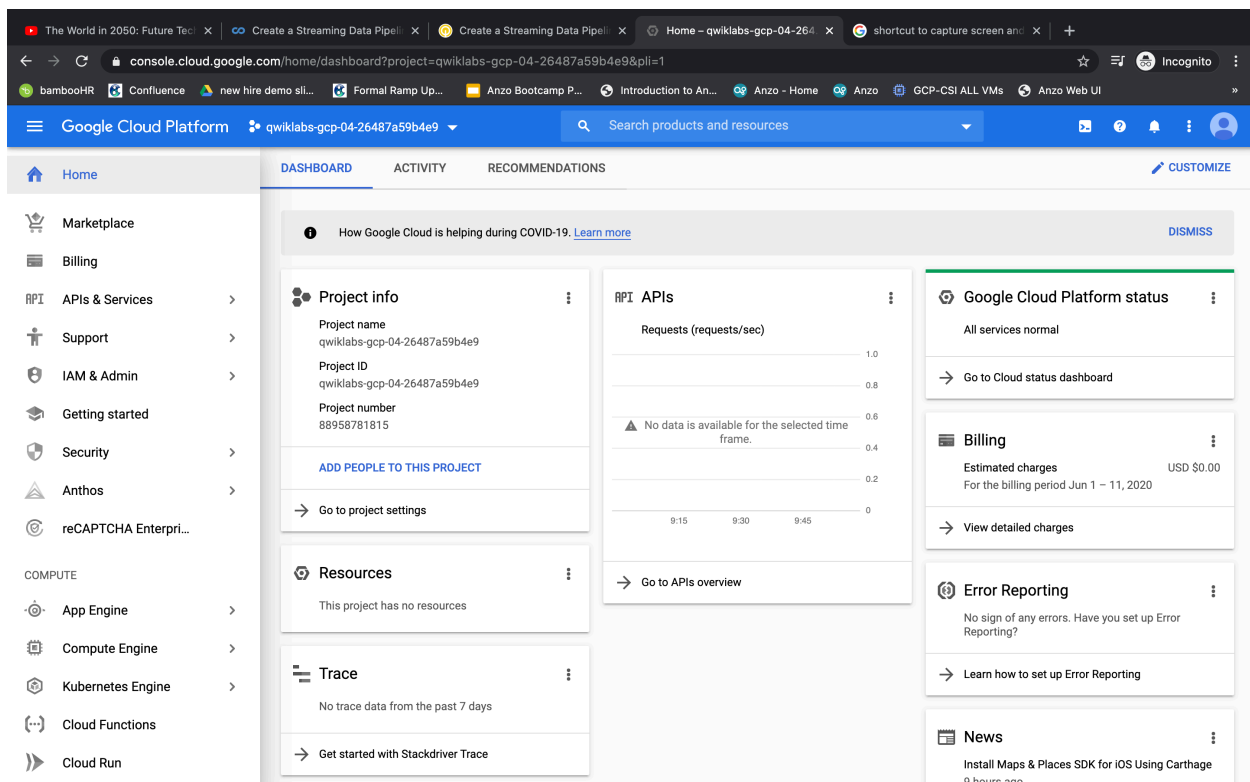 The World in 2050: Future Tec
Create a Streaming Data Pipeli
Create a Streaming Data Pipeli
Home – qwiklabs-gcp-04-264
shortcut to capture screen and
console.cloud.google.com/home/dashboard?project=qwiklabs-gcp-04-26487a59b4e9&pli=1
Incognito
bambooHR
Confluence
new hire demo sli...
Formal Ramp Up...
Anzo Bootcamp P...
Introduction to An...
Anzo - Home
Anzo
GCP-CSI ALL VMs
Anzo Web UI
»
Google Cloud Platform
qwiklabs-gcp-04-26487a59b4e9
Search products and resources
Home
Marketplace
Billing
API APIs & Services
Support
IAM & Admin
Getting started
Security
Anthos
reCAPTCHA Enterpri...
COMPUTE
App Engine
Compute Engine
Kubernetes Engine
Cloud Functions
Cloud Run
DASHBOARD
ACTIVITY
RECOMMENDATIONS
CUSTOMIZE
How Google Cloud is helping during COVID-19. Learn more
DISMISS
Project info
Project name
qwiklabs-gcp-04-26487a59b4e9
Project ID
qwiklabs-gcp-04-26487a59b4e9
Project number
88958781815
ADD PEOPLE TO THIS PROJECT
Go to project settings
Resources
This project has no resources
Trace
No trace data from the past 7 days
Get started with Stackdriver Trace
API APIs
Requests (requests/sec)
1.0
0.8
0.6
No data is available for the selected time
frame.
0.4
0.2
0
9:15
9:30
9:45
Go to APIs overview
Google Cloud Platform status
All services normal
Go to Cloud status dashboard
Billing
Estimated charges
USD $0.00
For the billing period Jun 1 – 11, 2020
View detailed charges
Error Reporting
No sign of any errors. Have you set up Error
Reporting?
Learn how to set up Error Reporting
News
Install Maps & Places SDK for iOS Using Carthage
9 hours ago